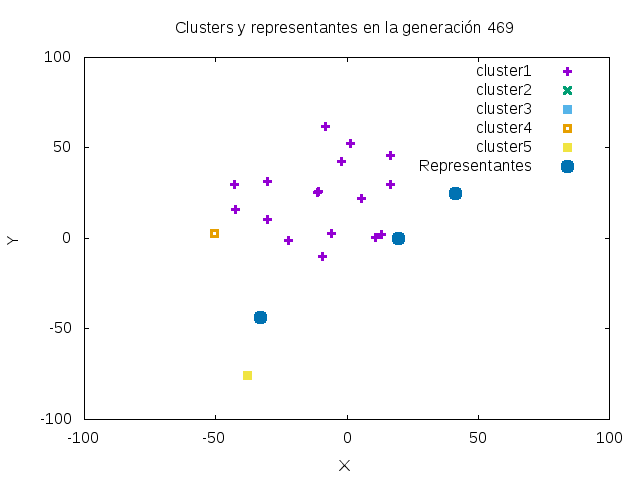 Clusters y representantes en la generación 469
100
50
0
-50
-100
-100
-50
0
50
100
X
Y
cluster1
cluster2
cluster3
cluster4
cluster5
Representantes